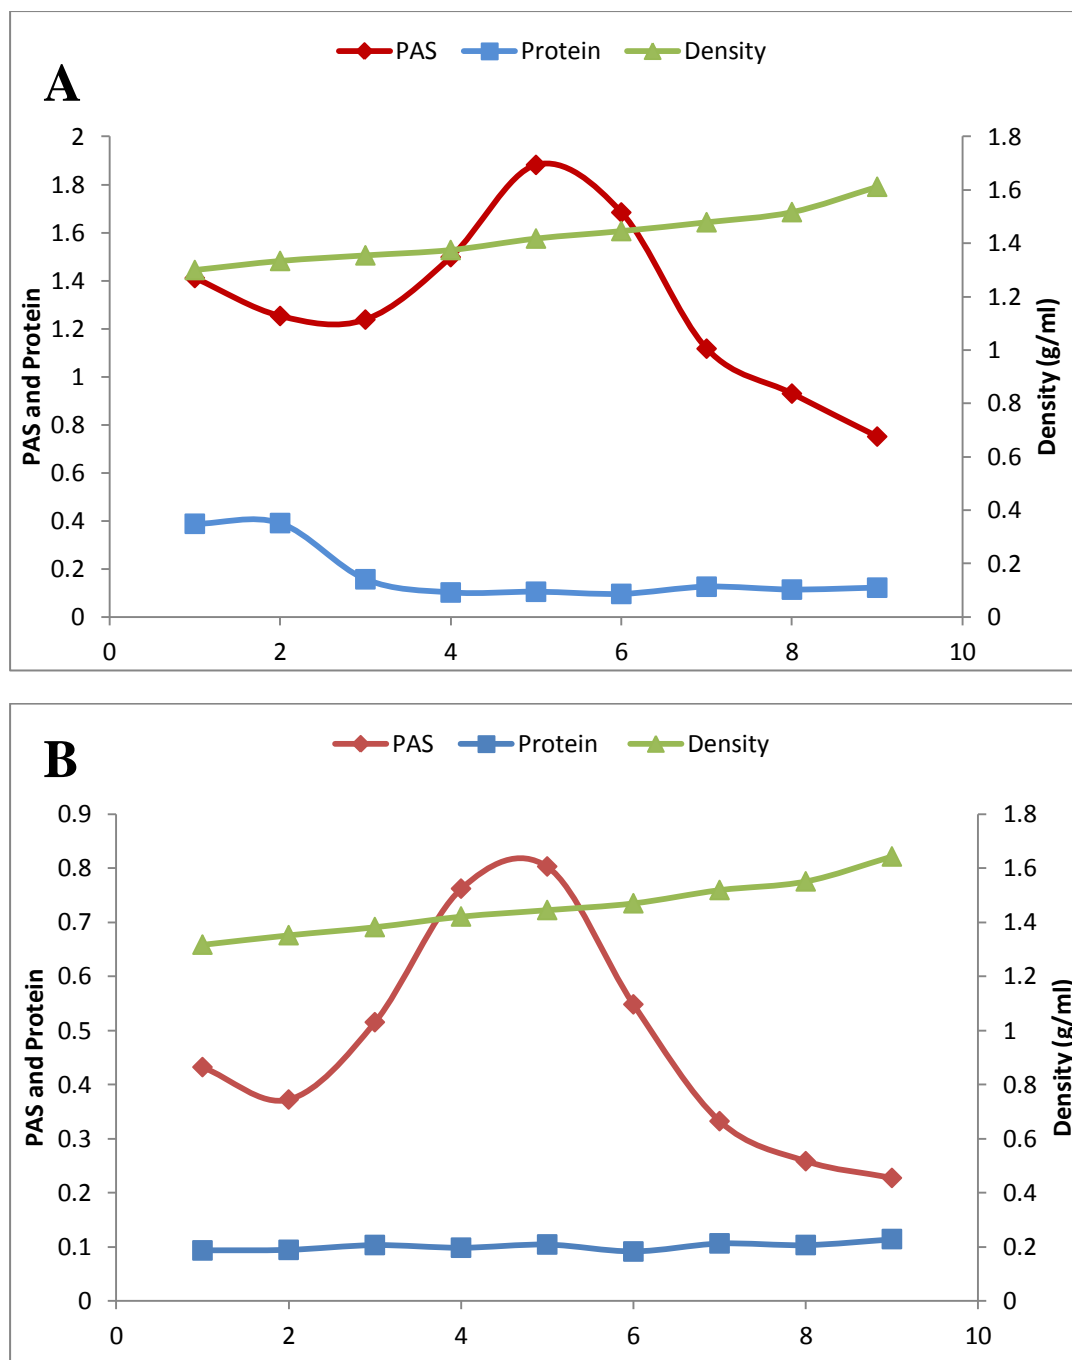 PAS Protein Density
A
2 1.8
1.8 1.6
1.6 1.4
1.4 1.2
1.2 1
1 0.8
0.8 0.6
0.6 0.4
0.4 0.2
0.2 0
0
PAS and Protein
Density (g/ml)
0 2 4 6 8 10
PAS Protein Density
B
0.9 1.8
0.8 1.6
0.7 1.4
0.6 1.2
0.5 1
0.4 0.8
0.3 0.6
0.2 0.4
0.1 0.2
0 0
PAS and Protein
Density (g/ml)
0 2 4 6 8 10